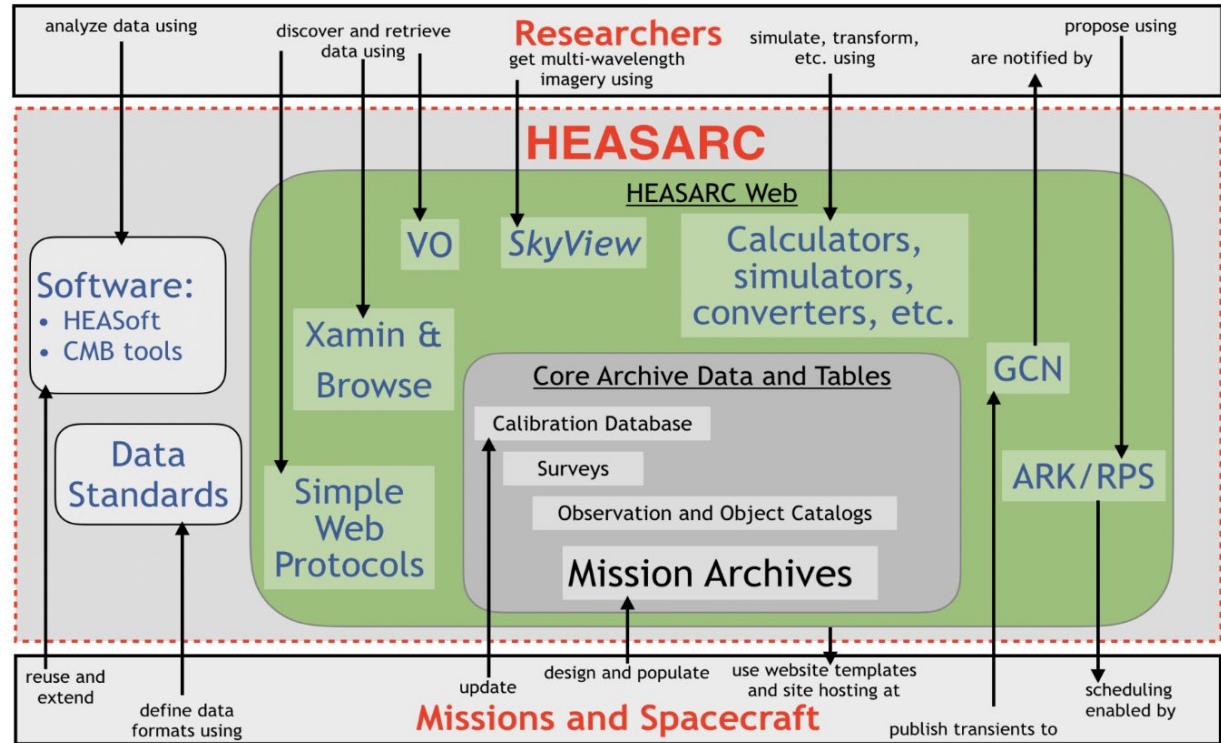 analyze data using
discover and retrieve
data using
Researchers
get multi-wavelength
imagery using
simulate, transform,
etc. using
are notified by
propose using
HEASARC
HEASARC Web
VO
SkyView
Calculators,
simulators,
converters, etc.
Software:
• HEASoft
• CMB tools
Xamin &
Browse
GCN
Core Archive Data and Tables
Calibration Database
Surveys
Observation and Object Catalogs
Mission Archives
Data
Standards
Simple
Web
Protocols
ARK/RPS
reuse and
extend
define data
formats using
update
design and populate
use website templates
and site hosting at
Missions and Spacecraft
publish transients to
scheduling
enabled by